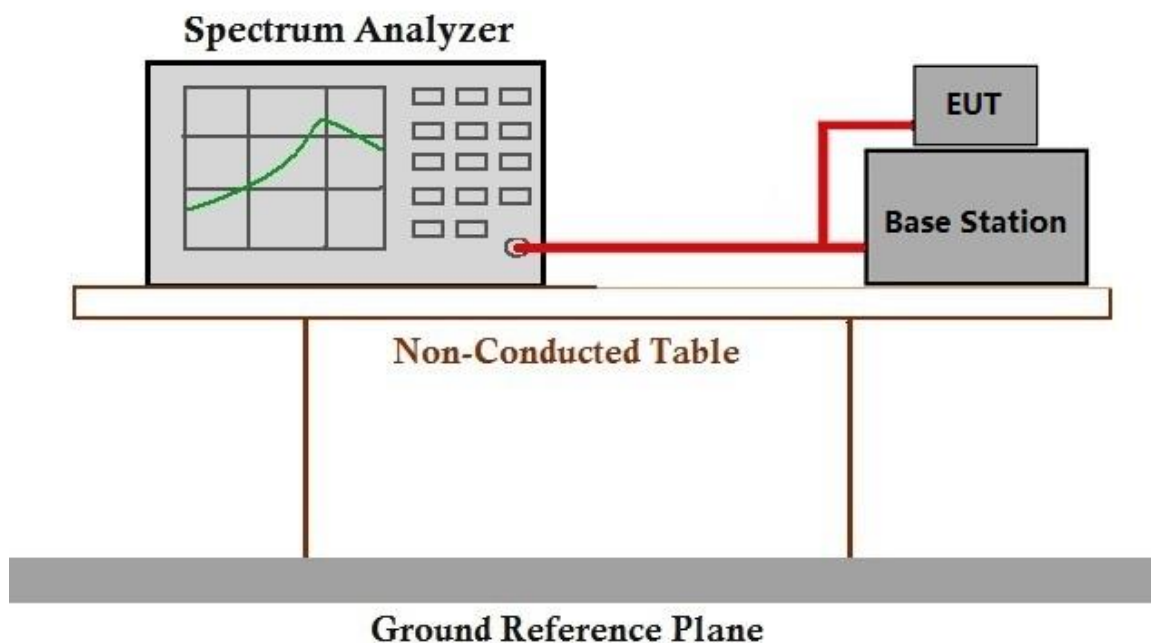 Spectrum Analyzer
EUT
Base Station
Non-Conducted Table
Ground Reference Plane